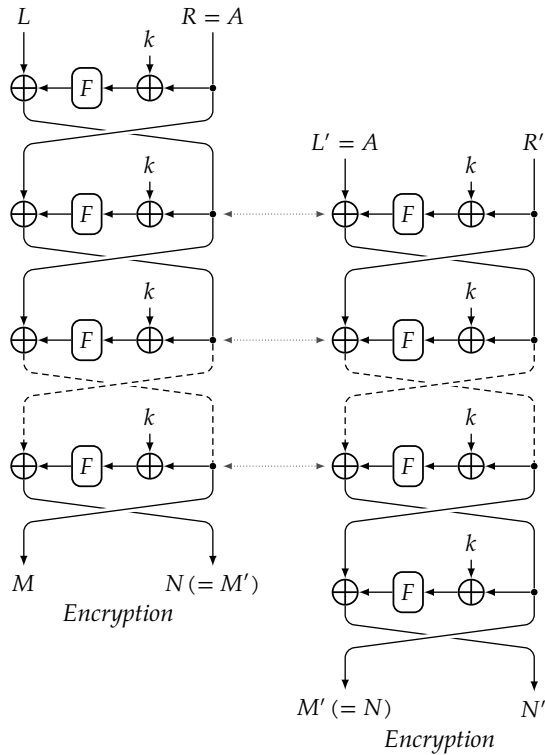 L R = A
k
F
L′ = A R′
k k
F F
k k
F F
k k
F F
M N (= M′)
k
Encryption
F
M′ (= N) N′
Encryption